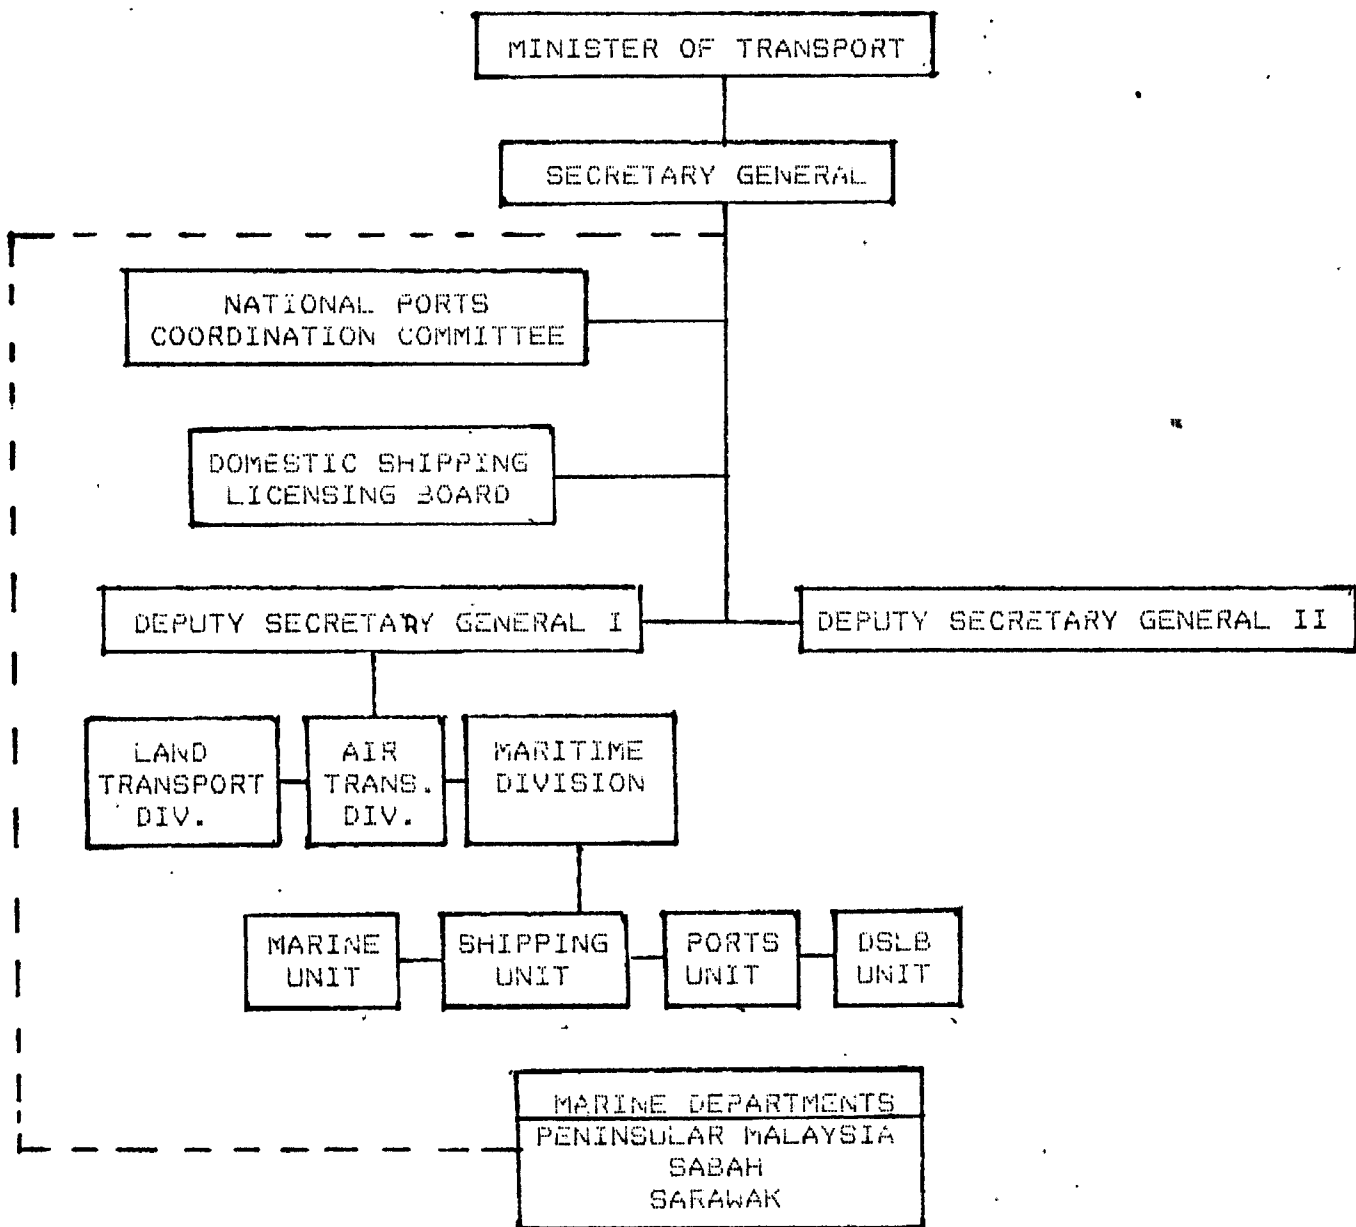 MINISTER OF TRANSPORT
SECRETARY GENERAL
NATIONAL PORTS
COORDINATION COMMITTEE
DOMESTIC SHIPPING
LICENSING BOARD
DEPUTY SECRETARY GENERAL I
DEPUTY SECRETARY GENERAL II
LAND
TRANSPORT
DIV.
AIR
TRANS.
DIV.
MARITIME
DIVISION
MARINE
UNIT
SHIPPING
UNIT
PORTS
UNIT
DSLB
UNIT
MARINE DEPARTMENTS
PENINSULAR MALAYSIA
SABAH
SARAWAK